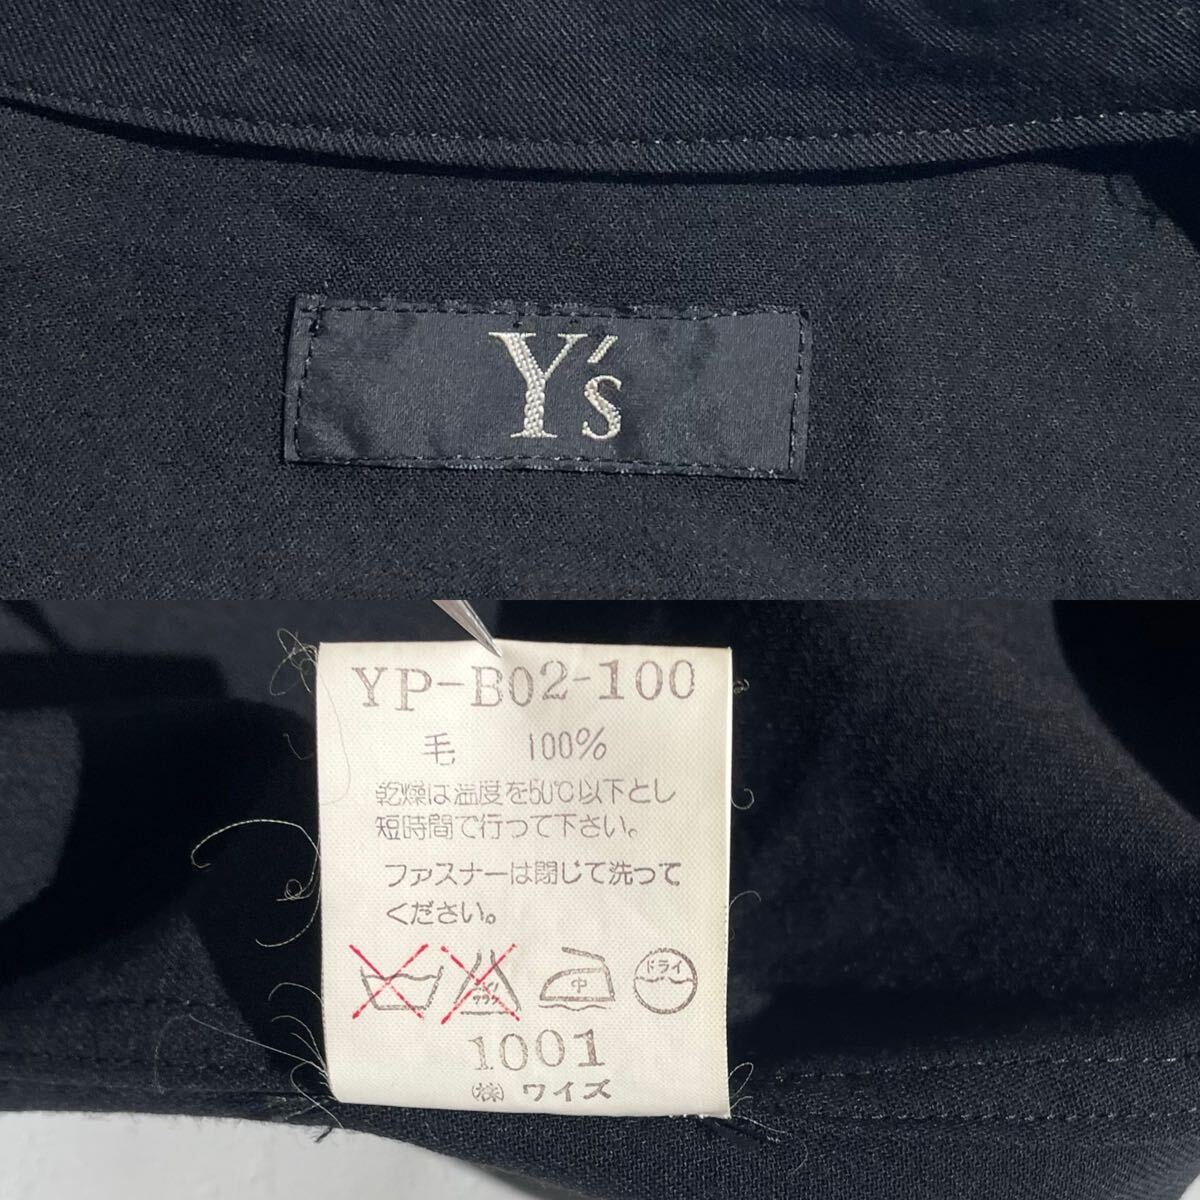 Y's
YP-B02-100
毛 100%
乾燥は温度を60℃以下とし
短時間で行って下さい。
ファスナーは閉じて洗って
ください。
中 ドライ
1001
㈱ ワイズ